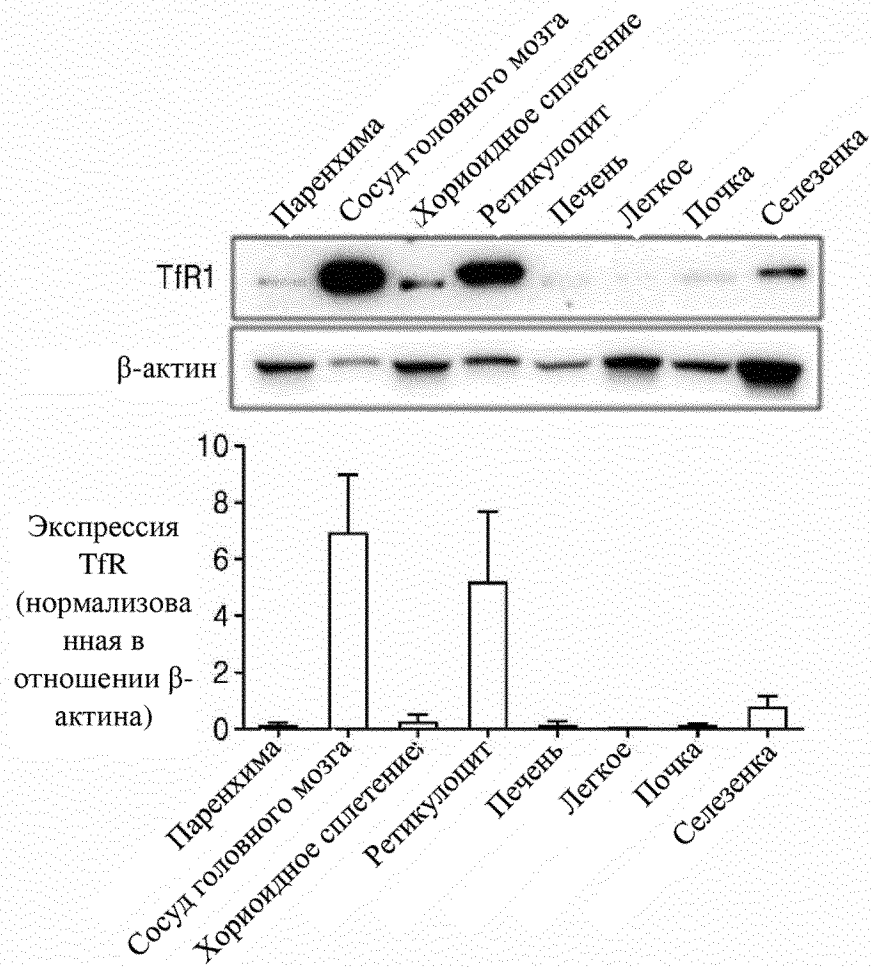 Паренхима
Сосуд головного мозга
Хориоидное сплетение
Ретикулоцит
Печень
Легкое
Почка
Селезенка
TfR1
β-актин
10
8
6
4
2
0
Экспрессия
TfR
(нормализова
нная в
отношении β-
актина)
Паренхима
Сосуд головного мозга
Хориоидное сплетение
Ретикулоцит
Печень
Легкое
Почка
Селезенка